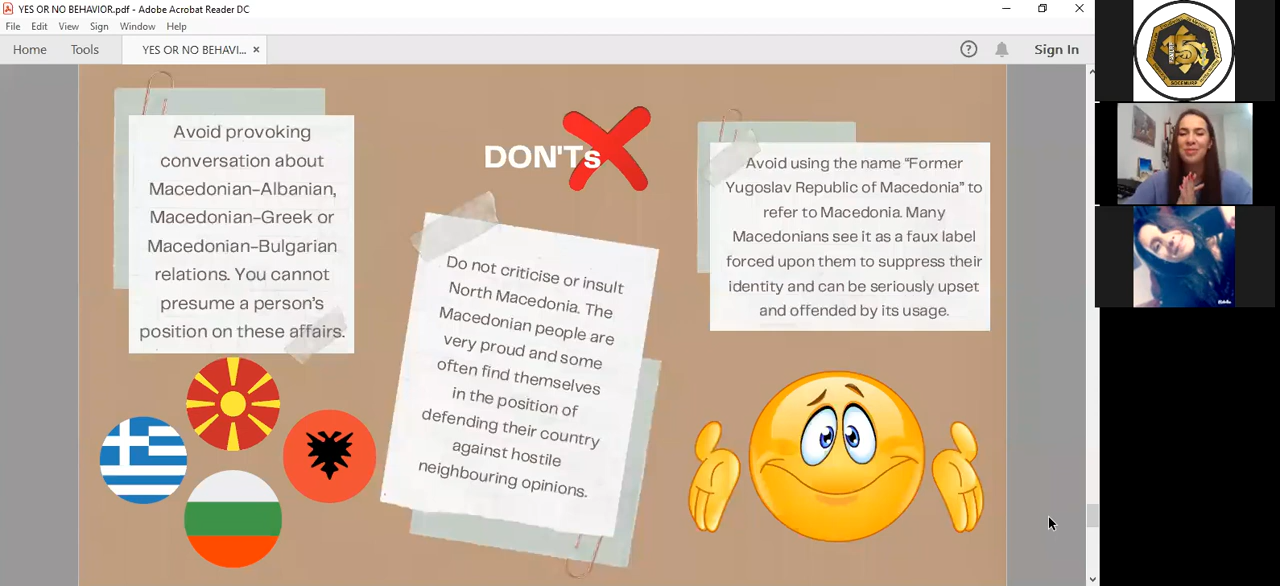 YES OR NO BEHAVIOR.pdf - Adobe Acrobat Reader DC
File Edit View Sign Window Help
Home Tools YES OR NO BEHAVI... × Sign In
DON'Ts
Avoid provoking
conversation about
Macedonian-Albanian,
Macedonian-Greek or
Macedonian-Bulgarian
relations. You cannot
presume a person's
position on these affairs.
Do not criticise or insult
North Macedonia. The
Macedonian people are
very proud and some
often find themselves
in the position of
defending their country
against hostile
neighbouring opinions.
Avoid using the name “Former
Yugoslav Republic of Macedonia” to
refer to Macedonia. Many
Macedonians see it as a faux label
forced upon them to suppress their
identity and can be seriously upset
and offended by its usage.
15